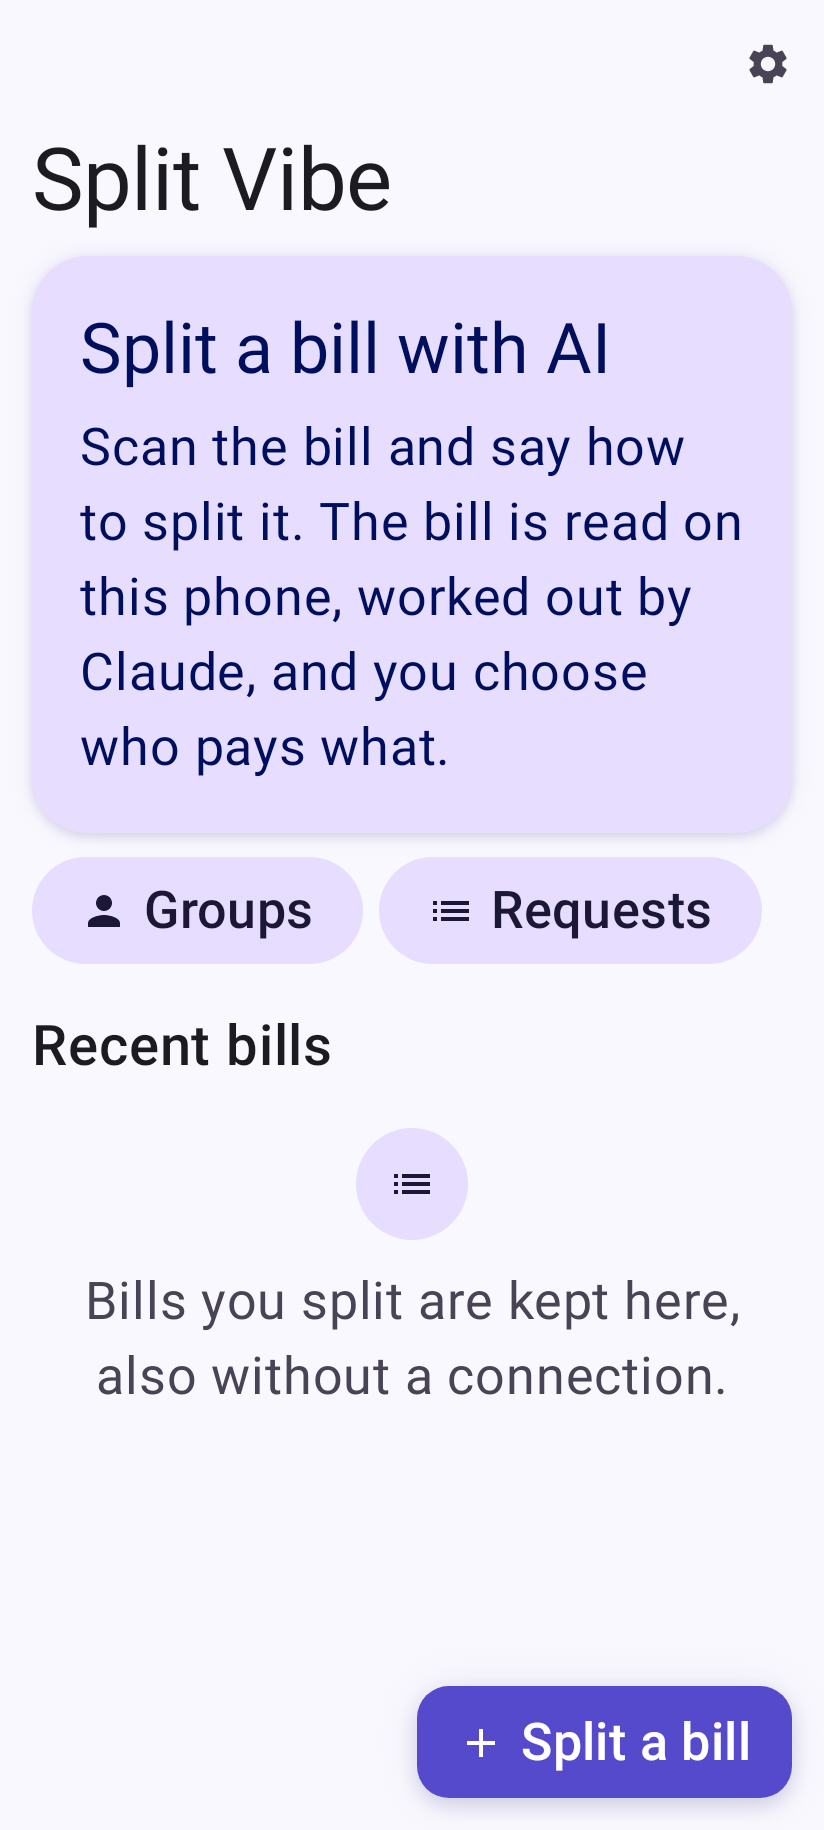 Split Vibe
Split a bill with AI
Scan the bill and say how
to split it. The bill is read on
this phone, worked out by
Claude, and you choose
who pays what.
Groups
Requests
Recent bills
Bills you split are kept here,
also without a connection.
+ Split a bill